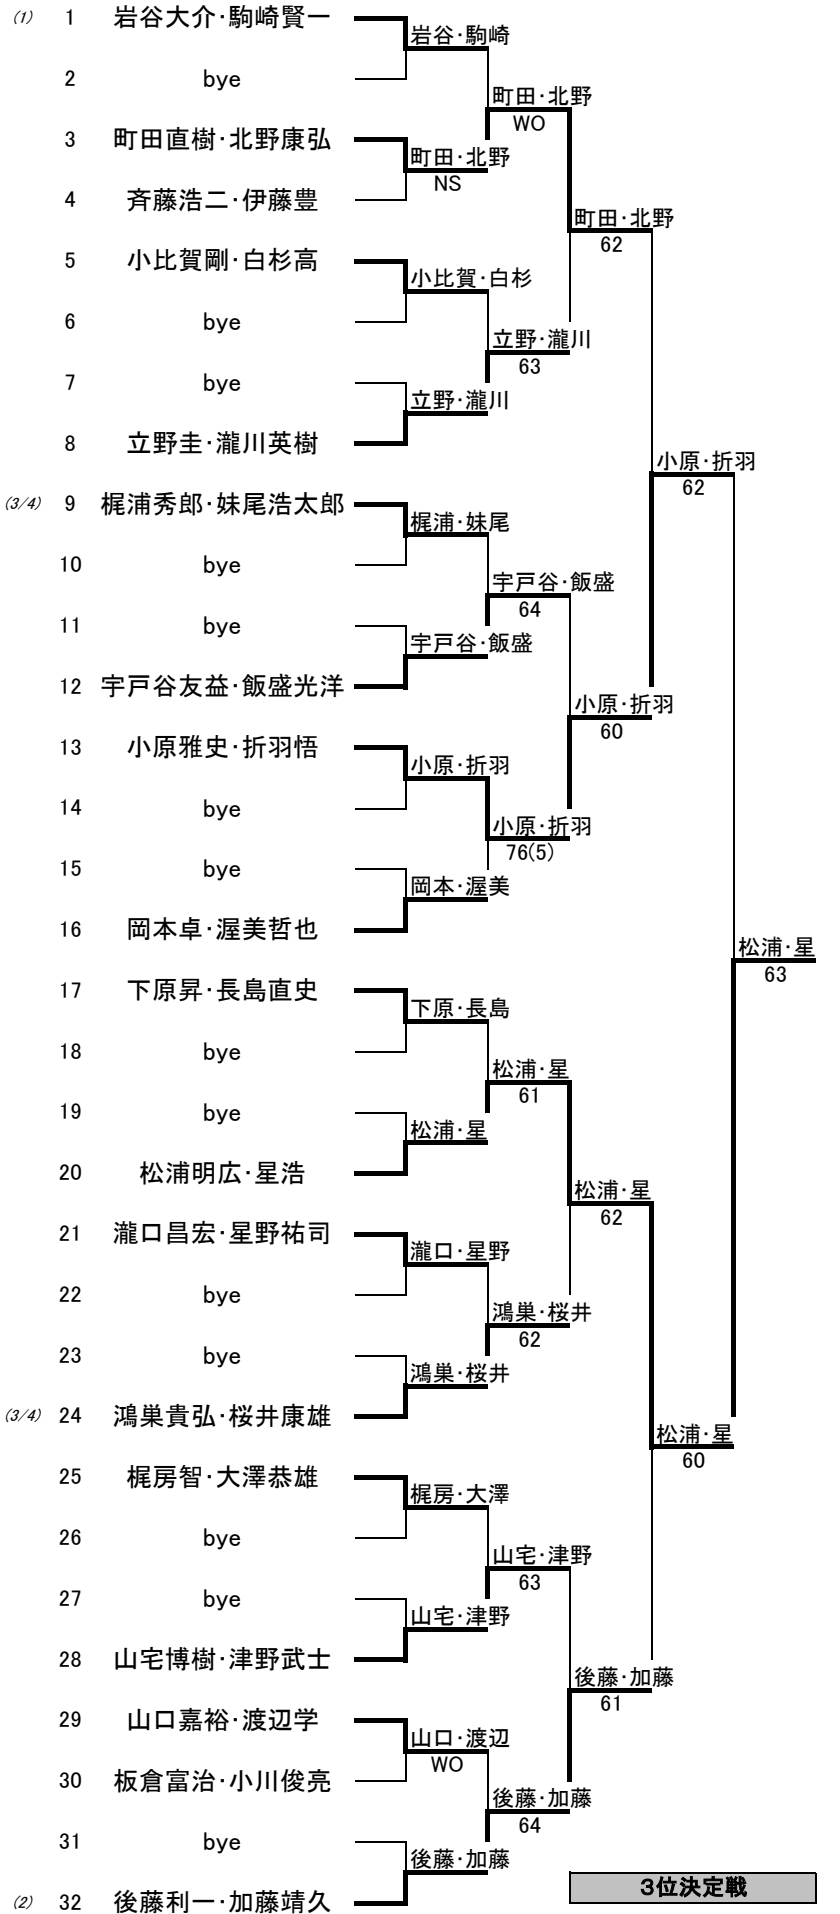 (1) 1 岩谷大介・駒崎賢一
岩谷・駒崎
2 bye
町田・北野
WO
3 町田直樹・北野康弘
町田・北野
NS
4 斉藤浩二・伊藤豊
町田・北野
62
5 小比賀剛・白杉高
小比賀・白杉
6 bye
立野・瀧川
63
7 bye
立野・瀧川
8 立野圭・瀧川英樹
小原・折羽
62
(3/4) 9 梶浦秀郎・妹尾浩太郎
梶浦・妹尾
10 bye
宇戸谷・飯盛
64
11 bye
宇戸谷・飯盛
12 宇戸谷友益・飯盛光洋
小原・折羽
60
13 小原雅史・折羽悟
小原・折羽
14 bye
小原・折羽
76(5)
15 bye
岡本・渥美
16 岡本卓・渥美哲也
松浦・星
63
17 下原昇・長島直史
下原・長島
18 bye
松浦・星
61
19 bye
松浦・星
20 松浦明広・星浩
松浦・星
62
21 瀧口昌宏・星野祐司
瀧口・星野
22 bye
鴻巣・桜井
62
23 bye
鴻巣・桜井
(3/4) 24 鴻巣貴弘・桜井康雄
松浦・星
60
25 梶房智・大澤恭雄
梶房・大澤
26 bye
山宅・津野
63
27 bye
山宅・津野
28 山宅博樹・津野武士
後藤・加藤
61
29 山口嘉裕・渡辺学
山口・渡辺
WO
30 板倉富治・小川俊亮
後藤・加藤
64
31 bye
後藤・加藤
3位決定戦
(2) 32 後藤利一・加藤靖久